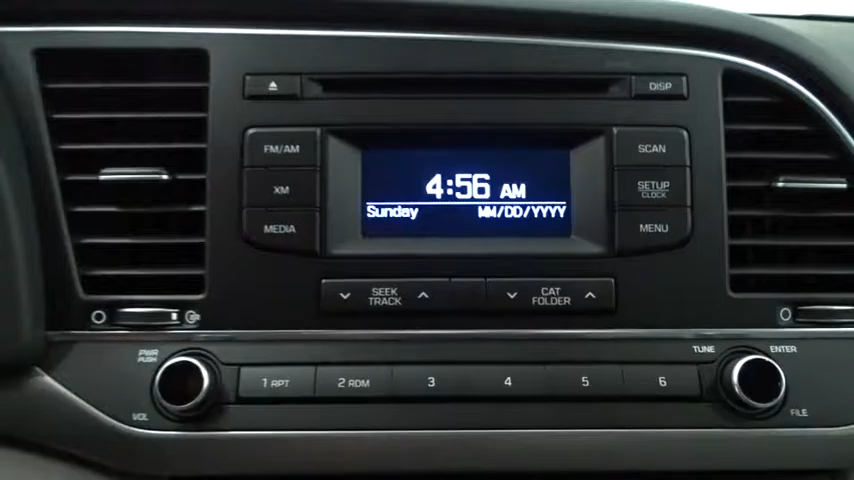 DISP
FM/AM
SCAN
4:56 AM
XM
SETUP
CLOCK
Sunday MM/DD/YYYY
MEDIA
MENU
SEEK
TRACK
CAT
FOLDER
PWR
PUSH
TUNE
ENTER
1 RPT
2 RDM
3
4
5
6
VOL
FILE